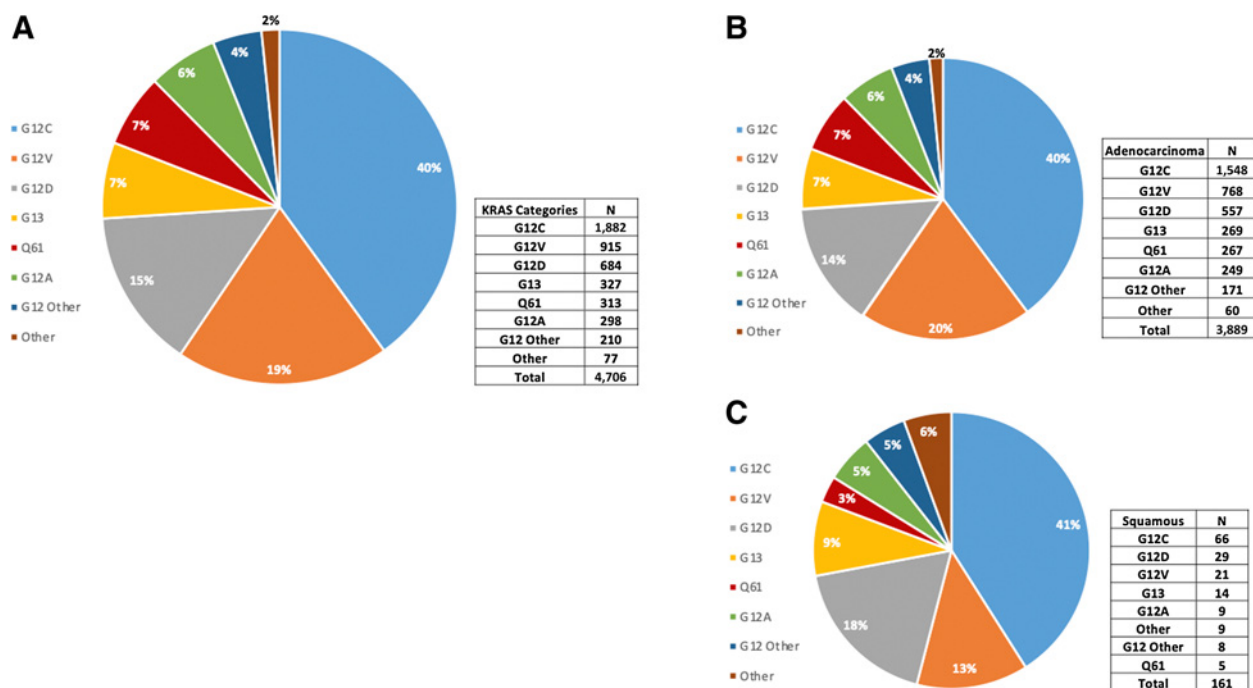 A
G12C
G12V
G12D
G13
Q61
G12A
G12 Other
Other
2%
4%
6%
7%
7%
15%
19%
40%
KRAS Categories N
G12C 1,882
G12V 915
G12D 684
G13 327
Q61 313
G12A 298
G12 Other 210
Other 77
Total 4,706
B
G12C
G12V
G12D
G13
Q61
G12A
G12 Other
Other
2%
4%
6%
7%
7%
14%
20%
40%
Adenocarcinoma N
G12C 1,548
G12V 768
G12D 557
G13 269
Q61 267
G12A 249
G12 Other 171
Other 60
Total 3,889
C
G12C
G12V
G12D
G13
Q61
G12A
G12 Other
Other
6%
5%
5%
3%
9%
18%
13%
41%
Squamous N
G12C 66
G12D 29
G12V 21
G13 14
G12A 9
Other 9
G12 Other 8
Q61 5
Total 161